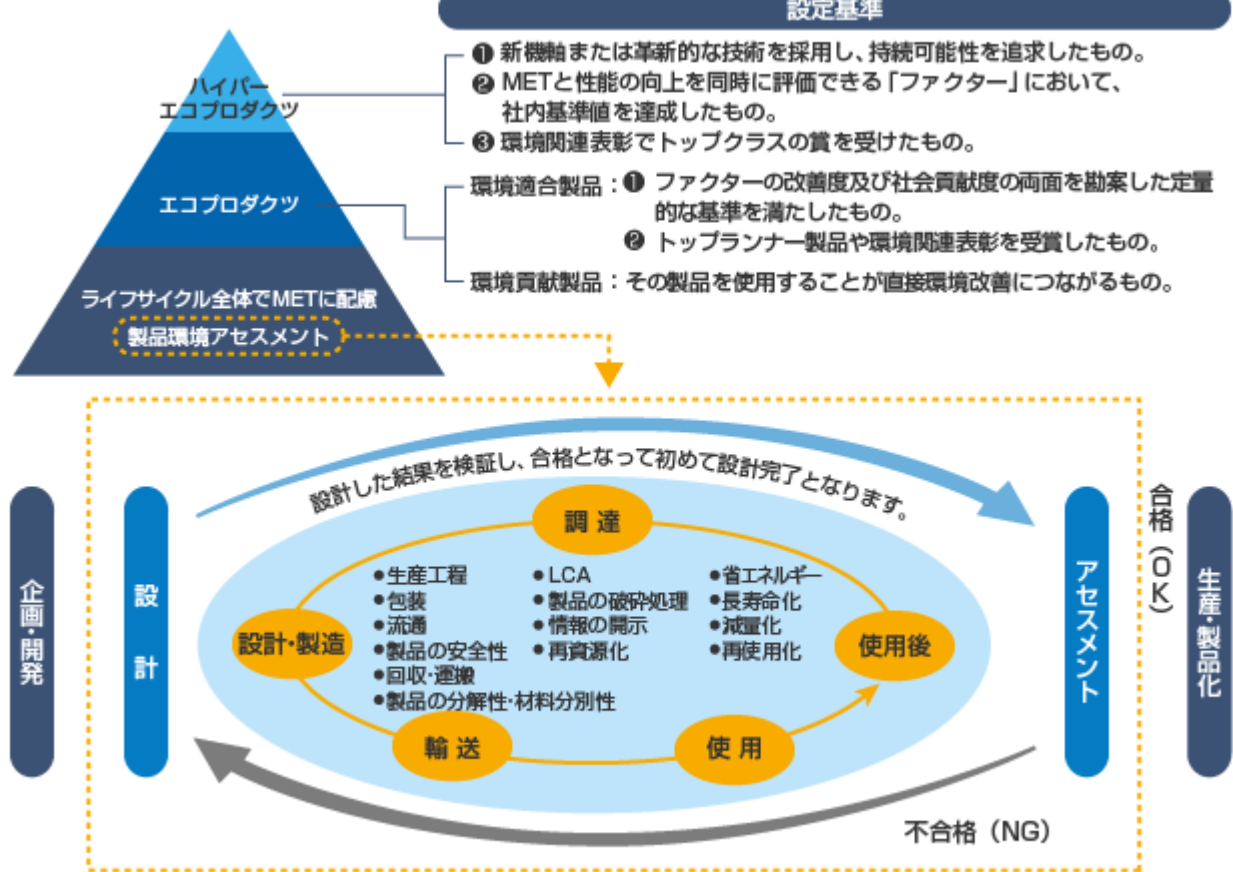 設定基準
ハイパー
エコプロダクツ
❶ 新機軸または革新的な技術を採用し、持続可能性を追求したもの。
❷ METと性能の向上を同時に評価できる「ファクター」において、
社内基準値を達成したもの。
❸ 環境関連表彰でトップクラスの賞を受けたもの。
エコプロダクツ
環境適合製品:❶ ファクターの改善度及び社会貢献度の両面を勘案した定量
的な基準を満たしたもの。
❷ トップランナー製品や環境関連表彰を受賞したもの。
環境貢献製品:その製品を使用することが直接環境改善につながるもの。
ライフサイクル全体でMETに配慮
製品環境アセスメント
企画・開発
設計
設計した結果を検証し、合格となって初めて設計完了となります。
調達
設計・製造
輸送
使用
使用後
●生産工程
●包装
●流通
●製品の安全性
●回収・運搬
●製品の分解性・材料分別性
●LCA
●製品の破砕処理
●情報の開示
●再資源化
●省エネルギー
●長寿命化
●減量化
●再使用化
アセスメント
合格(OK)
生産・製品化
不合格(NG)